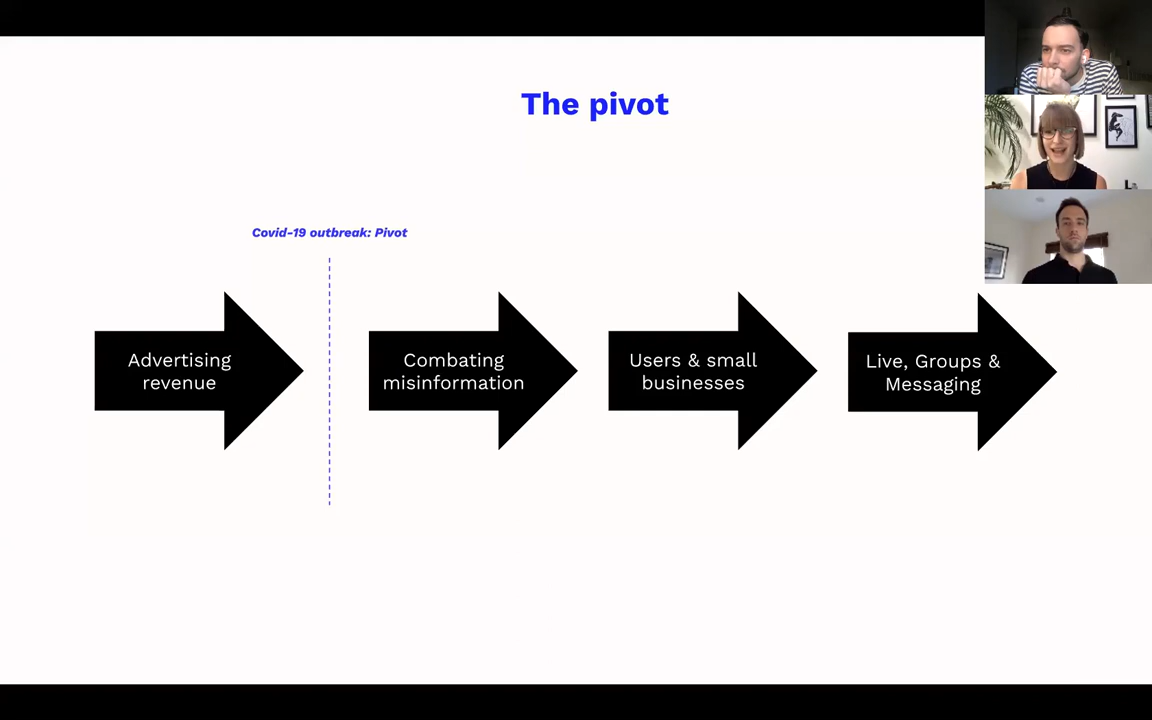 The pivot
Covid-19 outbreak: Pivot
Advertising
revenue
Combating
misinformation
Users & small
businesses
Live, Groups &
Messaging